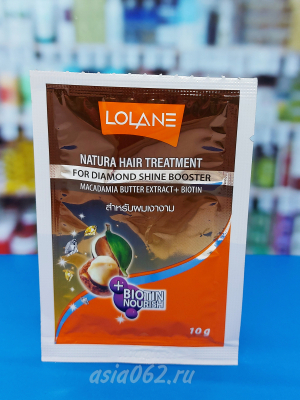 LOLANE
NATURA HAIR TREATMENT
FOR DIAMOND SHINE BOOSTER
MACADAMIA BUTTER EXTRACT + BIOTIN
สำหรับผมเงางาม
+ BIOTIN
NOURISH
10 g
asia062.ru